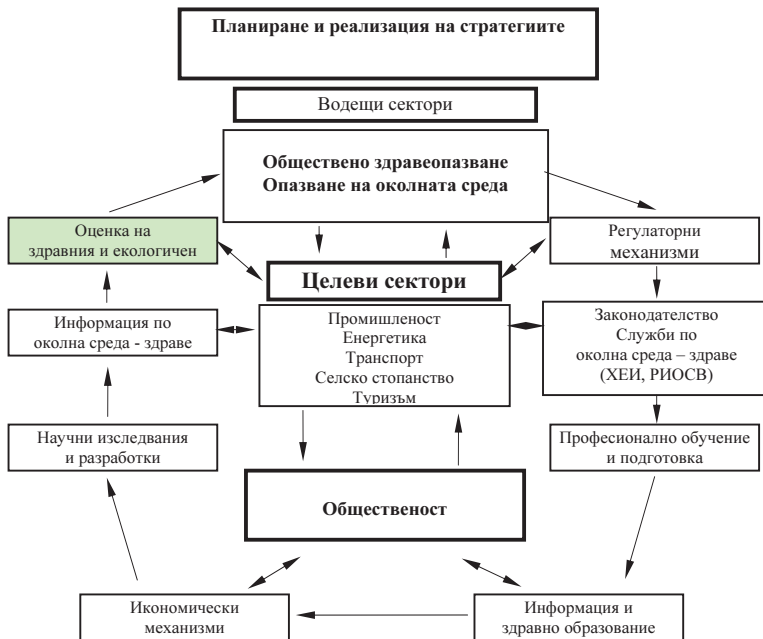 Планиране и реализация на стратегиите
Водещи сектори
Обществено здравеопазване
Опазване на околната среда
Оценка на
здравния и екологичен
Регулаторни
механизми
Целеви сектори
Информация по
околна среда - здраве
Промишленост
Енергетика
Транспорт
Селско стопанство
Туризъм
Законодателство
Служби по
околна среда – здраве
(ХЕИ, РИОСВ)
Научни изследвания
и разработки
Професионално обучение
и подготовка
Общественост
Икономически
механизми
Информация и
здравно образование